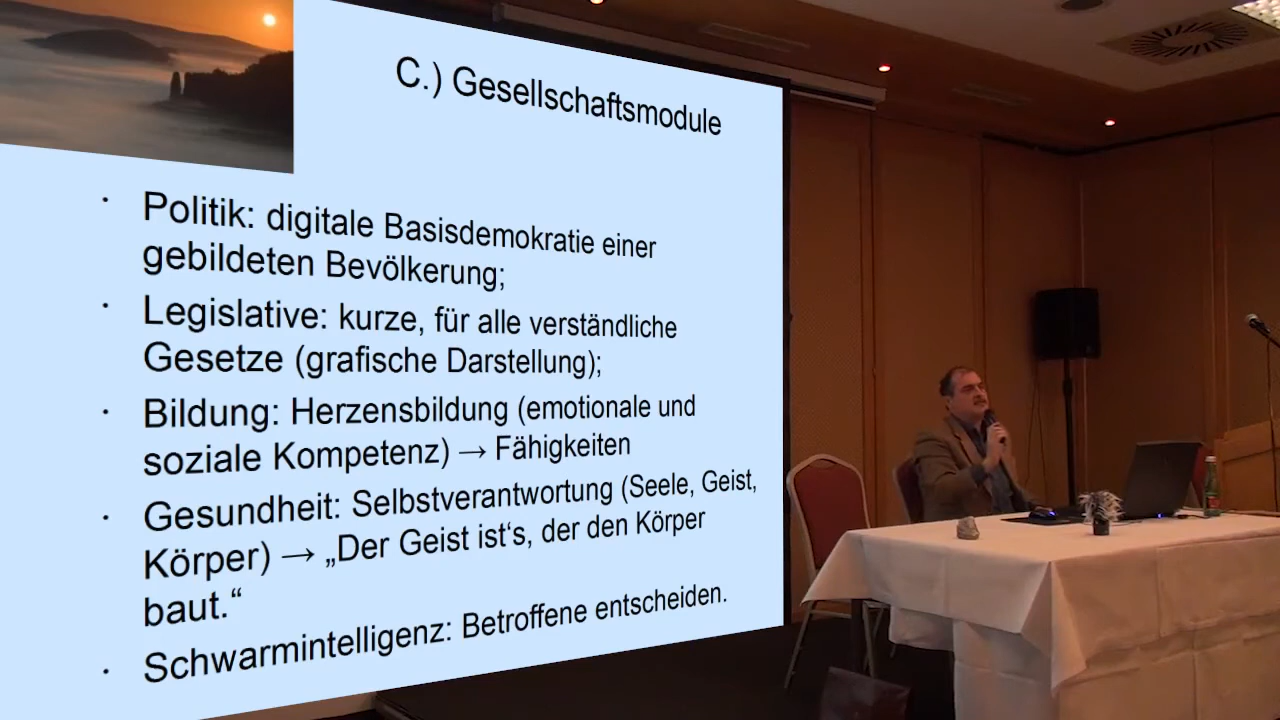 C.) Gesellschaftsmodule
• Politik: digitale Basisdemokratie einer
gebildeten Bevölkerung;
• Legislative: kurze, für alle verständliche
Gesetze (grafische Darstellung);
• Bildung: Herzensbildung (emotionale und
soziale Kompetenz) → Fähigkeiten
• Gesundheit: Selbstverantwortung (Seele, Geist,
Körper) → „Der Geist ist‘s, der den Körper
baut.“
• Schwarmintelligenz: Betroffene entscheiden.